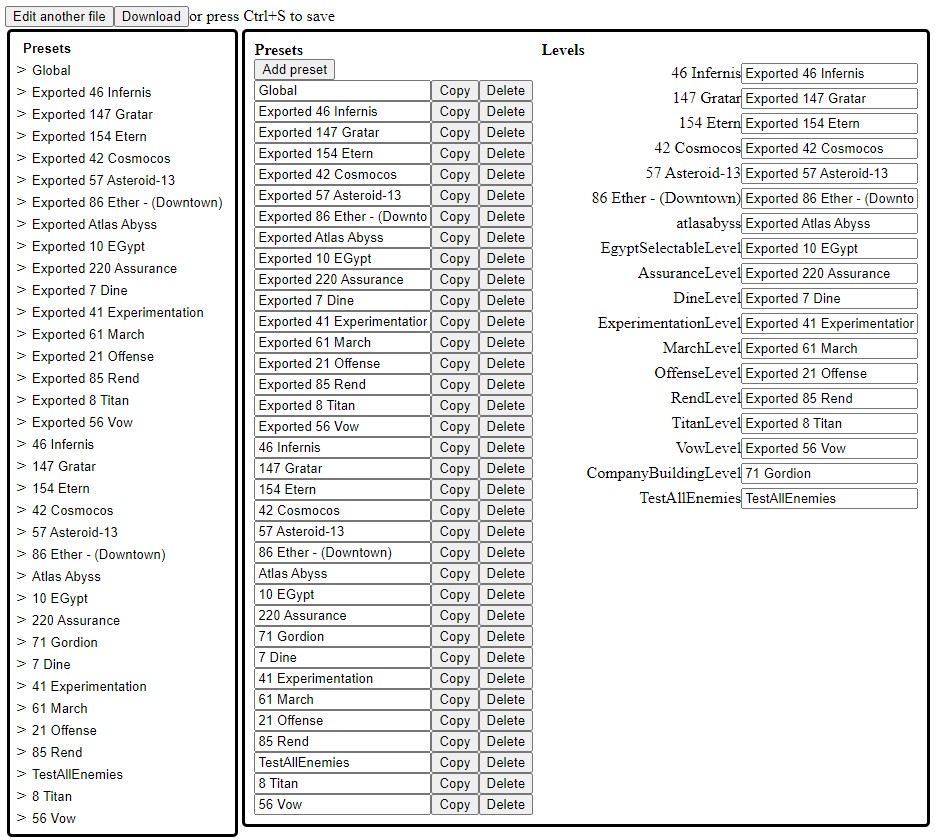 Edit another file Download or press Ctrl+S to save
Presets
> Global
> Exported 46 Infernis
> Exported 147 Gratar
> Exported 154 Etern
> Exported 42 Cosmocos
> Exported 57 Asteroid-13
> Exported 86 Ether - (Downtown)
> Exported Atlas Abyss
> Exported 10 EGypt
> Exported 220 Assurance
> Exported 7 Dine
> Exported 41 Experimentation
> Exported 61 March
> Exported 21 Offense
> Exported 85 Rend
> Exported 8 Titan
> Exported 56 Vow
> 46 Infernis
> 147 Gratar
> 154 Etern
> 42 Cosmocos
> 57 Asteroid-13
> 86 Ether - (Downtown)
> Atlas Abyss
> 10 EGypt
> 220 Assurance
> 71 Gordion
> 7 Dine
> 41 Experimentation
> 61 March
> 21 Offense
> 85 Rend
> TestAllEnemies
> 8 Titan
> 56 Vow
Presets
Add preset
Global Copy Delete
Exported 46 Infernis Copy Delete
Exported 147 Gratar Copy Delete
Exported 154 Etern Copy Delete
Exported 42 Cosmocos Copy Delete
Exported 57 Asteroid-13 Copy Delete
Exported 86 Ether - (Downto Copy Delete
Exported Atlas Abyss Copy Delete
Exported 10 EGypt Copy Delete
Exported 220 Assurance Copy Delete
Exported 7 Dine Copy Delete
Exported 41 Experimentatior Copy Delete
Exported 61 March Copy Delete
Exported 21 Offense Copy Delete
Exported 85 Rend Copy Delete
Exported 8 Titan Copy Delete
Exported 56 Vow Copy Delete
46 Infernis Copy Delete
147 Gratar Copy Delete
154 Etern Copy Delete
42 Cosmocos Copy Delete
57 Asteroid-13 Copy Delete
86 Ether - (Downtown) Copy Delete
Atlas Abyss Copy Delete
10 EGypt Copy Delete
220 Assurance Copy Delete
71 Gordion Copy Delete
7 Dine Copy Delete
41 Experimentation Copy Delete
61 March Copy Delete
21 Offense Copy Delete
85 Rend Copy Delete
TestAllEnemies Copy Delete
8 Titan Copy Delete
56 Vow Copy Delete
Levels
46 Infernis Exported 46 Infernis
147 Gratar Exported 147 Gratar
154 Etern Exported 154 Etern
42 Cosmocos Exported 42 Cosmocos
57 Asteroid-13 Exported 57 Asteroid-13
86 Ether - (Downtown) Exported 86 Ether - (Downto
atlasabyss Exported Atlas Abyss
EgyptSelectableLevel Exported 10 EGypt
AssuranceLevel Exported 220 Assurance
DineLevel Exported 7 Dine
ExperimentationLevel Exported 41 Experimentatior
MarchLevel Exported 61 March
OffenseLevel Exported 21 Offense
RendLevel Exported 85 Rend
TitanLevel Exported 8 Titan
VowLevel Exported 56 Vow
CompanyBuildingLevel 71 Gordion
TestAllEnemies TestAllEnemies